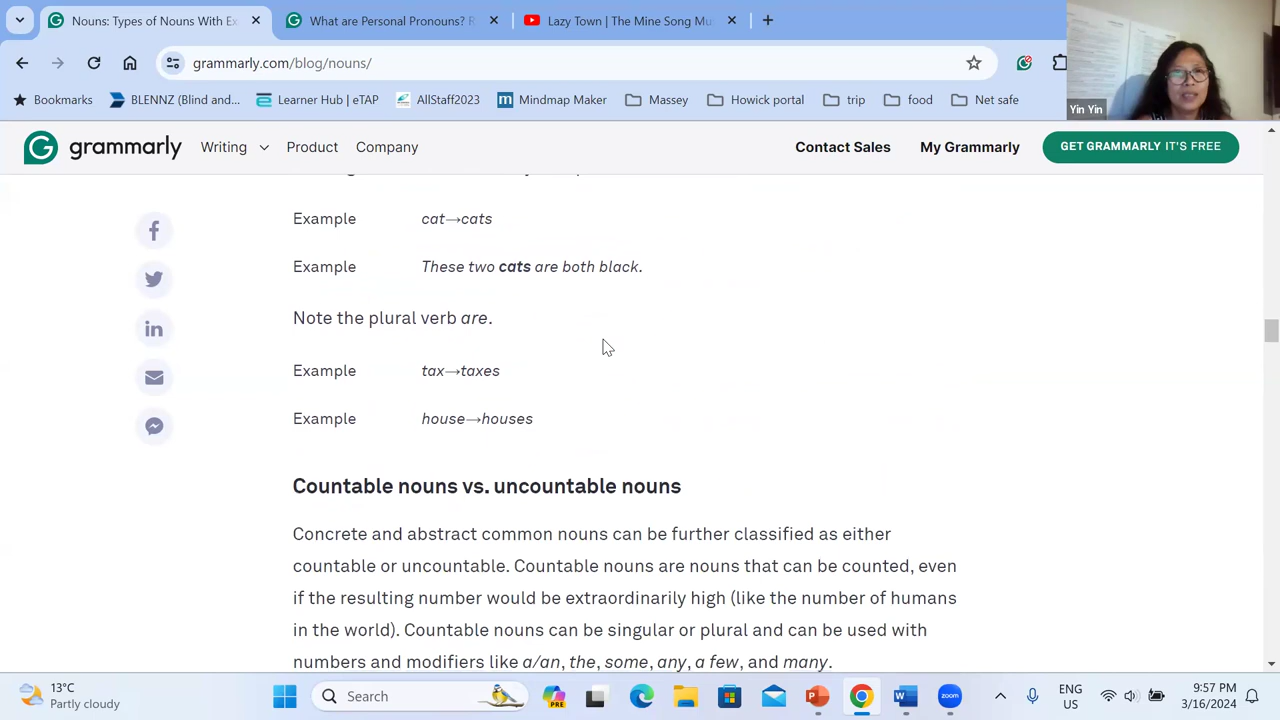 Nouns: Types of Nouns With Ex
What are Personal Pronouns? R
Lazy Town | The Mine Song Mu
grammarly.com/blog/nouns/
Bookmarks
BLENNZ (Blind and...
Learner Hub | eTAP
AllStaff2023
Mindmap Maker
Massey
Howick portal
trip
food
Net safe
Yin Yin
grammarly
Writing
Product
Company
Contact Sales
My Grammarly
GET GRAMMARLY IT'S FREE
Example cat→cats
Example These two cats are both black.
Note the plural verb are.
Example tax→taxes
Example house→houses
Countable nouns vs. uncountable nouns
Concrete and abstract common nouns can be further classified as either
countable or uncountable. Countable nouns are nouns that can be counted, even
if the resulting number would be extraordinarily high (like the number of humans
in the world). Countable nouns can be singular or plural and can be used with
numbers and modifiers like a/an, the, some, any, a few, and many.
13°C
Partly cloudy
Search
PRE
zoom
ENG
US
9:57 PM
3/16/2024